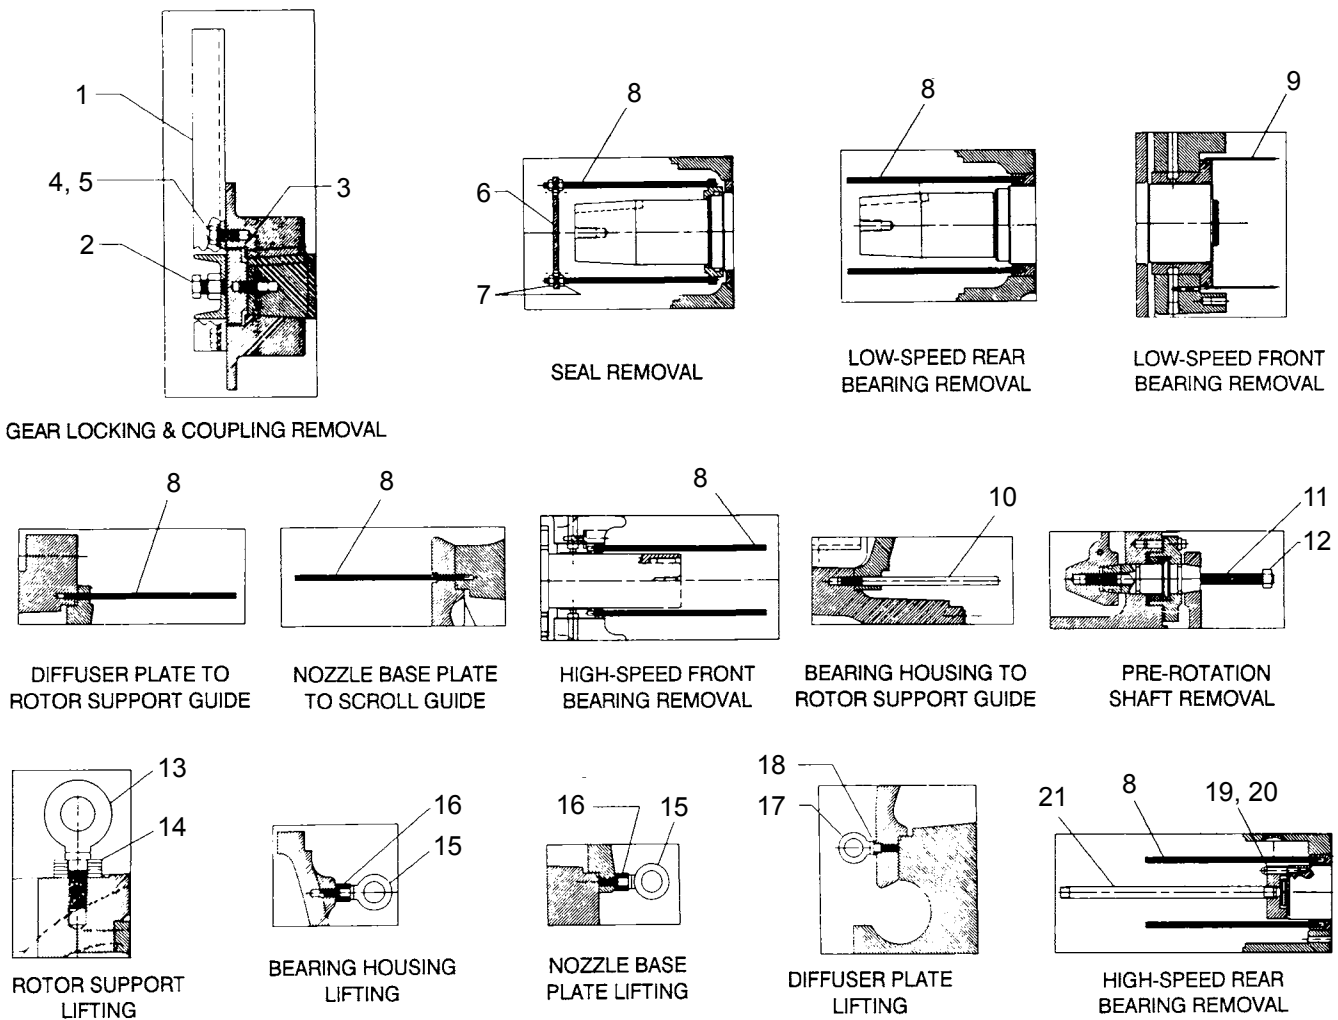 1
4, 5
3
2
GEAR LOCKING & COUPLING REMOVAL
8
6
7
SEAL REMOVAL
8
LOW-SPEED REAR
BEARING REMOVAL
9
LOW-SPEED FRONT
BEARING REMOVAL
8
DIFFUSER PLATE TO
ROTOR SUPPORT GUIDE
8
NOZZLE BASE PLATE
TO SCROLL GUIDE
8
HIGH-SPEED FRONT
BEARING REMOVAL
10
BEARING HOUSING TO
ROTOR SUPPORT GUIDE
11
12
PRE-ROTATION
SHAFT REMOVAL
13
14
ROTOR SUPPORT
LIFTING
16
15
BEARING HOUSING
LIFTING
16
15
NOZZLE BASE
PLATE LIFTING
18
17
DIFFUSER PLATE
LIFTING
21
8
19, 20
HIGH-SPEED REAR
BEARING REMOVAL